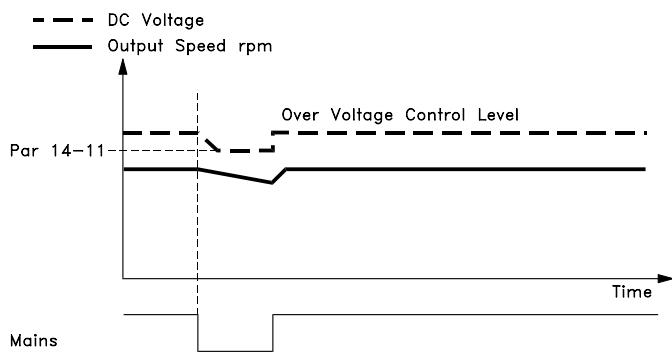 DC Voltage
Output Speed rpm
Over Voltage Control Level
Par 14-11
Time
Mains